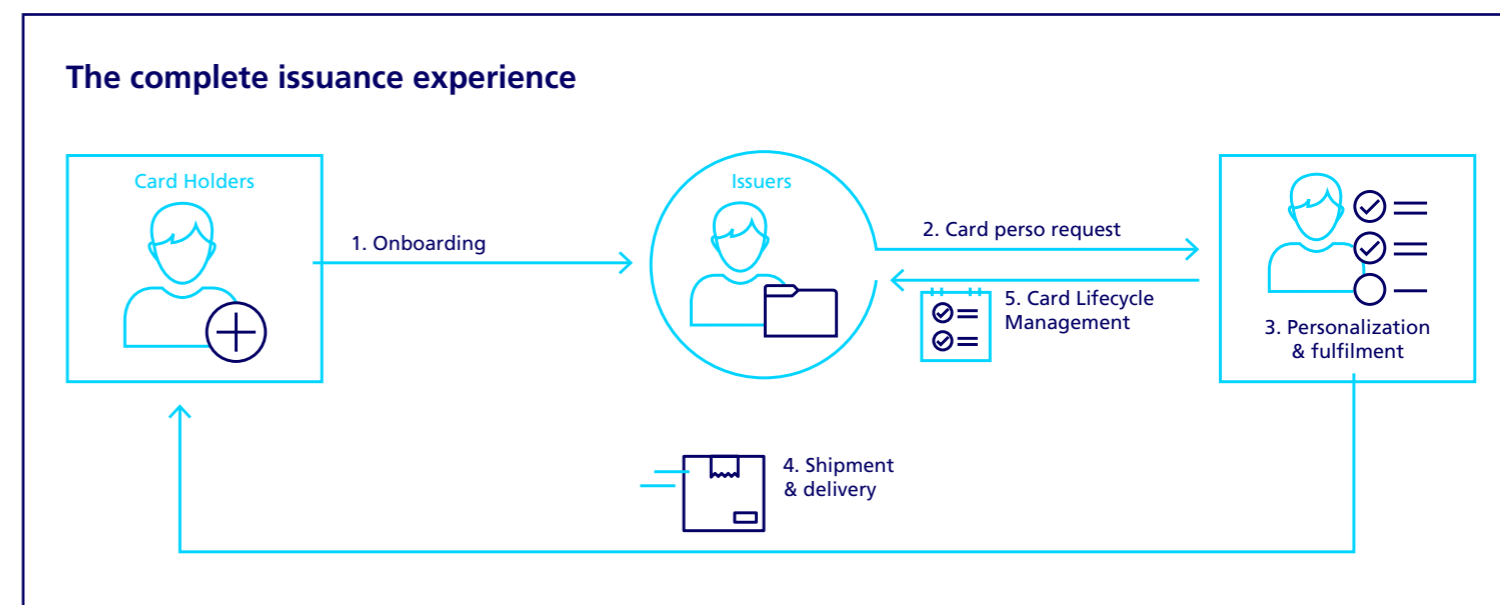 The complete issuance experience
Card Holders
1. Onboarding
Issuers
2. Card perso request
5. Card Lifecycle
Management
3. Personalization
& fulfilment
4. Shipment
& delivery